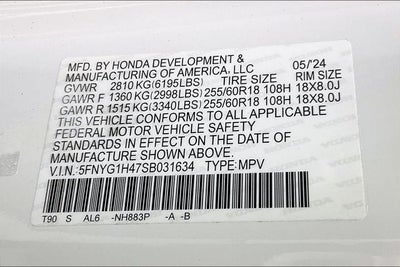 MFD. BY HONDA DEVELOPMENT &
MANUFACTURING OF AMERICA, LLC 05/'24
GVWR 2810 KG(6195LBS) TIRE SIZE RIM SIZE
GAWR F 1360 KG(2998LBS) 255/60R18 108H 18X8.0J
GAWR R 1515 KG(3340LBS) 255/60R18 108H 18X8.0J
THIS VEHICLE CONFORMS TO ALL APPLICABLE
FEDERAL MOTOR VEHICLE SAFETY
STANDARDS IN EFFECT ON THE DATE OF
MANUFACTURE SHOWN ABOVE.
V.I.N.:5FNYG1H47SB031634 TYPE:MPV
T90 S AL6 -NH883P -A -B